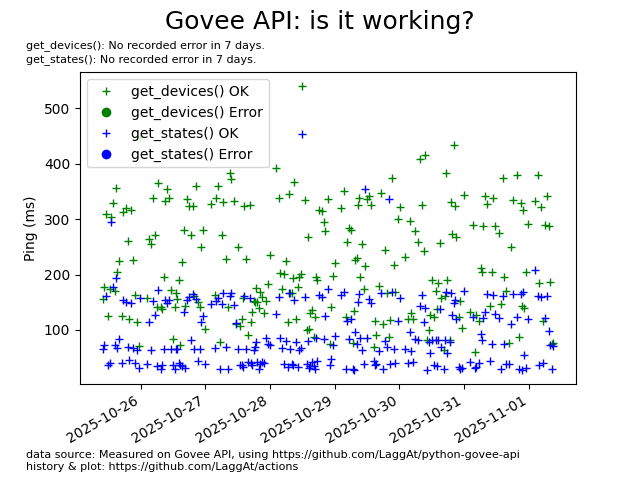 Govee API: is it working?
get_devices(): No recorded error in 7 days.
get_states(): No recorded error in 7 days.
get_devices() OK
get_devices() Error
get_states() OK
get_states() Error
Ping (ms)
500
400
300
200
100
2025-10-26
2025-10-27
2025-10-28
2025-10-29
2025-10-30
2025-10-31
2025-11-01
data source: Measured on Govee API, using https://github.com/LaggAt/python-govee-api
history & plot: https://github.com/LaggAt/actions